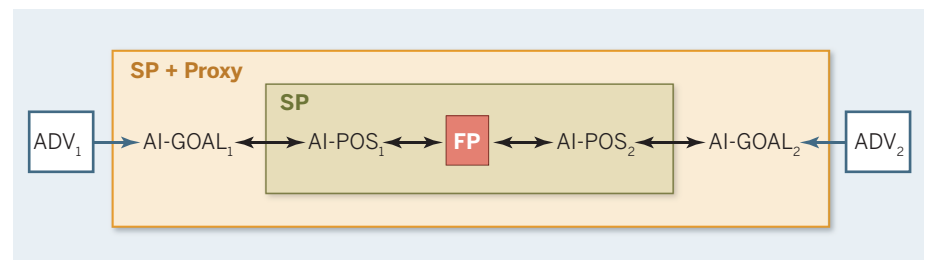 SP + Proxy
SP
ADV₁ AI-GOAL₁ AI-POS₁ FP AI-POS₂ AI-GOAL₂ ADV₂